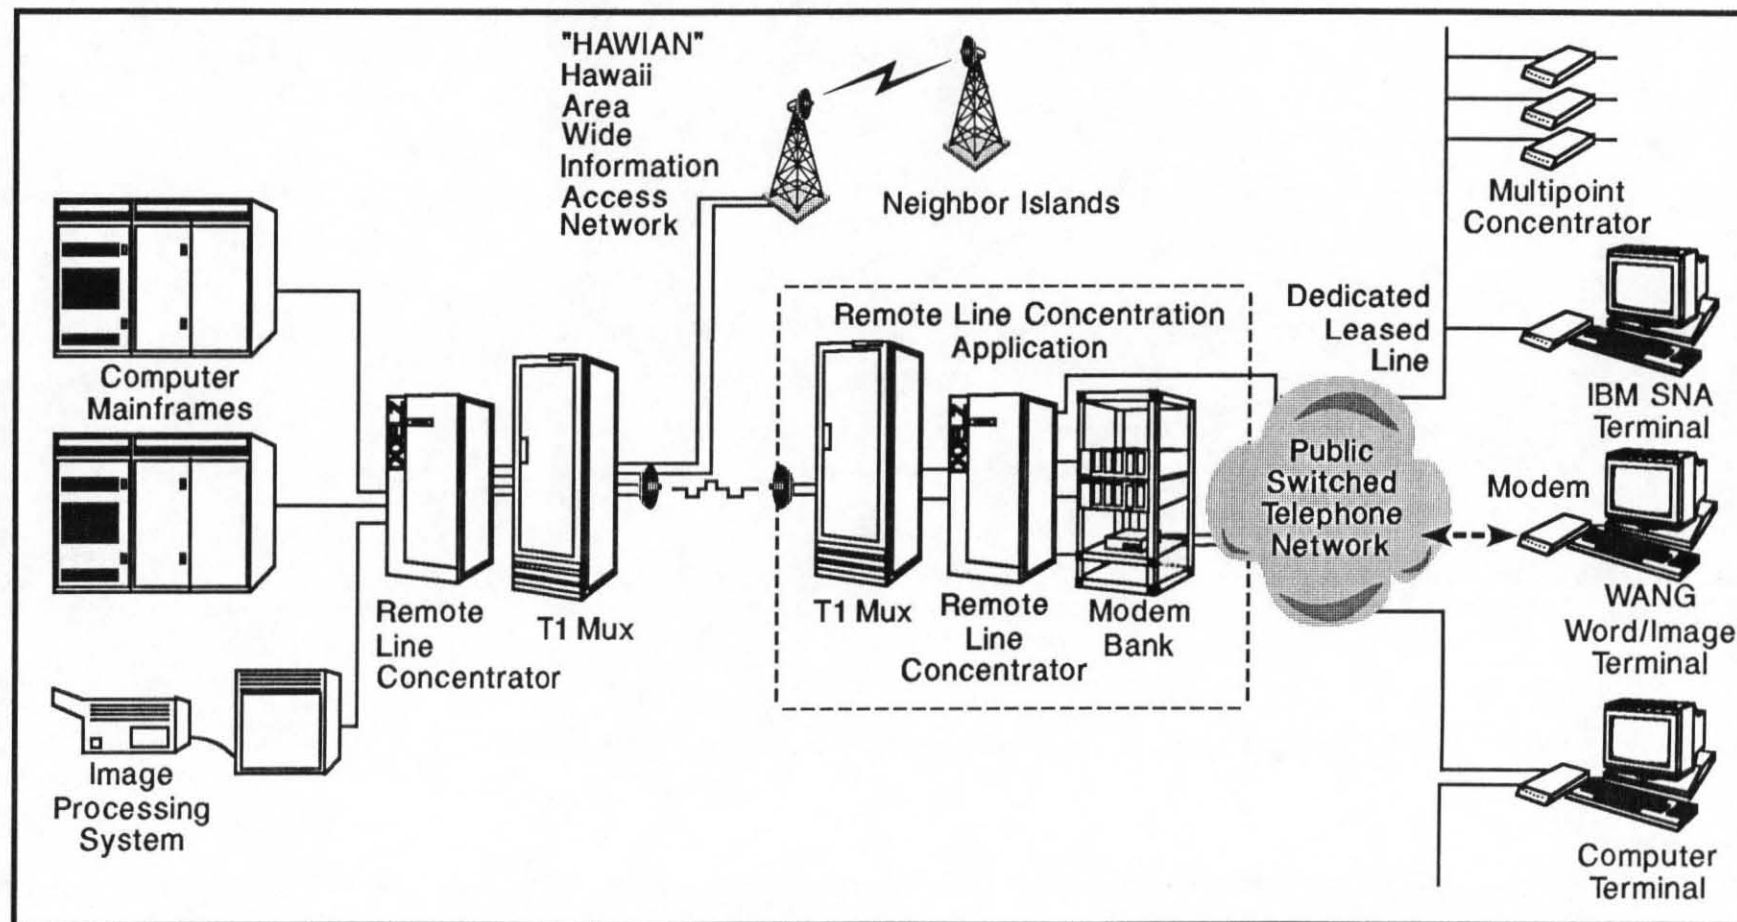 "HAWIAN"
Hawaii
Area
Wide
Information
Access
Network
Neighbor Islands
Multipoint
Concentrator
Dedicated
Leased
Line
IBM SNA
Terminal
Computer
Mainframes
DOELZ
Remote
Line
Concentrator
T1 Mux
Remote Line Concentration
Application
T1 Mux
DOELZ
Remote
Line
Concentrator
Modem
Bank
Public
Switched
Telephone
Network
Modem
WANG
Word/Image
Terminal
Image
Processing
System
Computer
Terminal